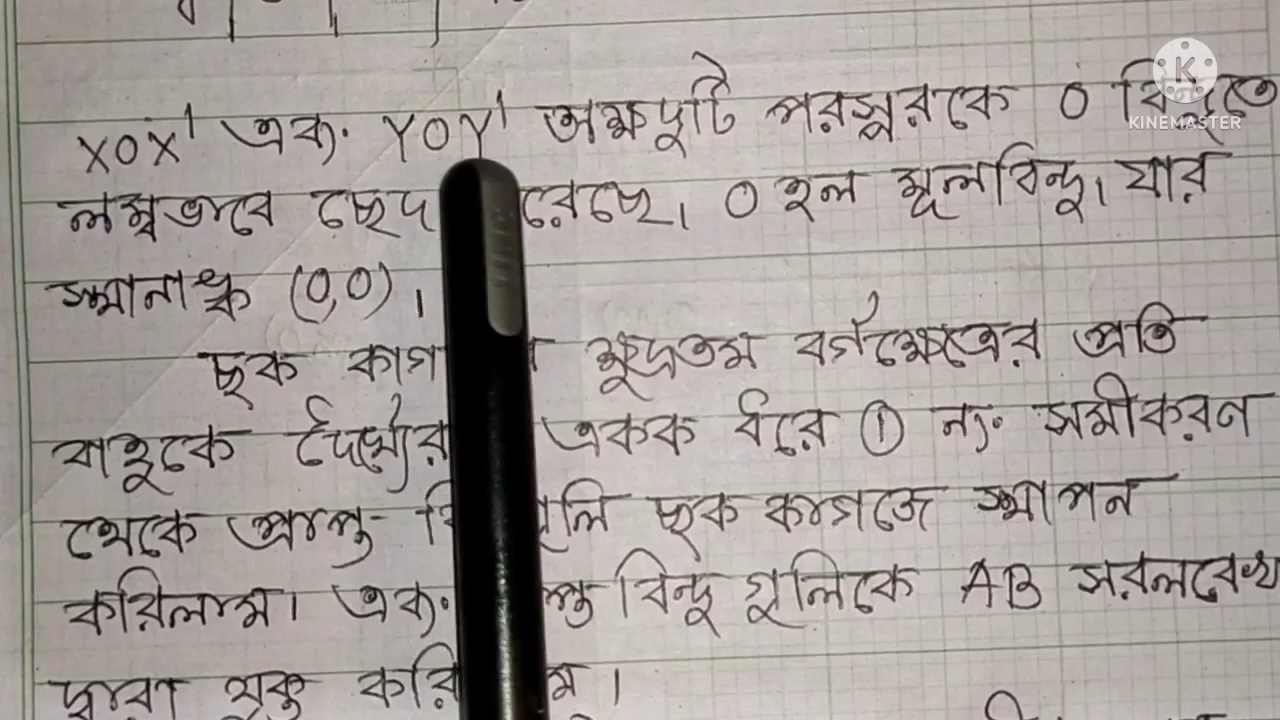 KINEMASTER
XOX' এবং YOY' অক্ষদুটি পরস্পরকে O বিন্দুতে
লম্বভাবে ছেদ রেছে। O হল মূলবিন্দু। যার
স্থানাঙ্ক (0,0)।
ছক কাগ ক্ষুদ্রতম বর্গক্ষেত্রের প্রতি
বাহুকে দৈর্ঘ্যের একক ধরে ① নং সমীকরণ
থেকে প্রাপ্ত বি গুলি ছক কাগজে স্থাপন
করিলাম। এবং প্ত বিন্দু গুলিকে AB সরলরেখা
দ্বারা যুক্ত করি ম।